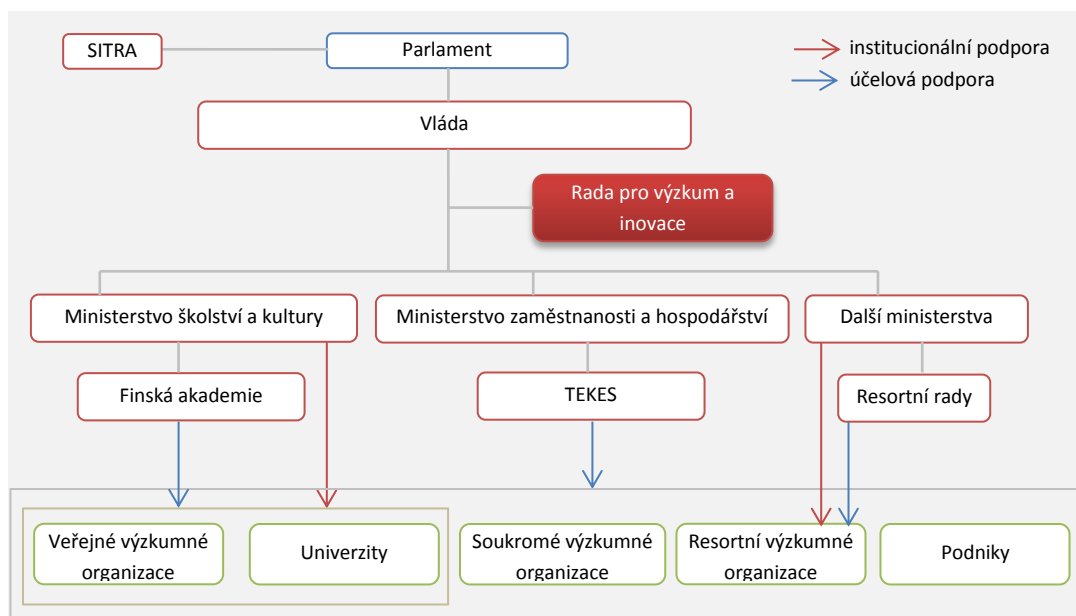 SITRA
Parlament
institucionální podpora
účelová podpora
Vláda
Rada pro výzkum a
inovace
Ministerstvo školství a kultury
Ministerstvo zaměstnanosti a hospodářství
Další ministerstva
Finská akademie
TEKES
Resortní rady
Veřejné výzkumné
organizace
Univerzity
Soukromé výzkumné
organizace
Resortní výzkumné
organizace
Podniky